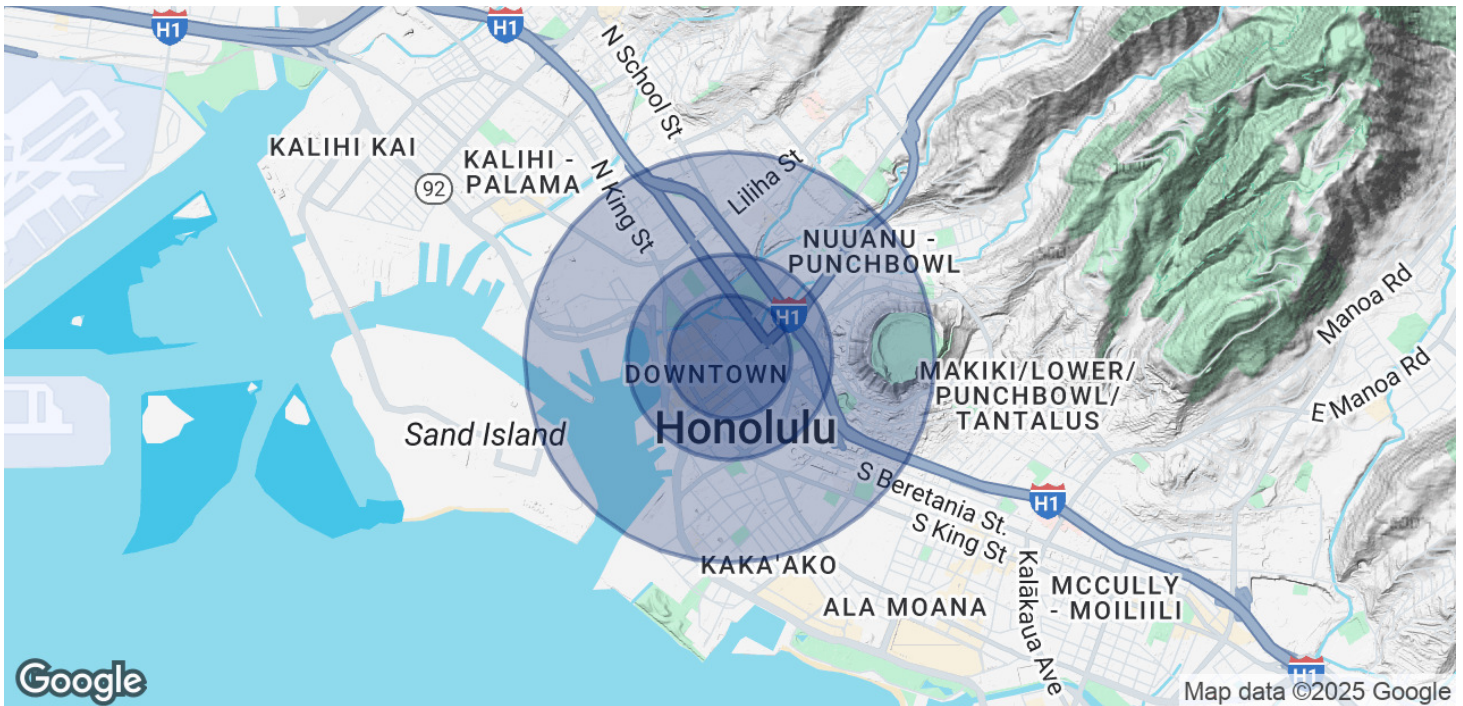 H1
H1
N School St
KALIHI KAI
KALIHI -
PALAMA
92
N King St
Liliha St
NUUANU -
PUNCHBOWL
H1
Manoa Rd
DOWNTOWN
MAKIKI/LOWER/
PUNCHBOWL/
TANTALUS
E Manoa Rd
Sand Island
Honolulu
S Beretania St.
H1
S King St
KAKA'AKO
Kalākaua Ave
MCCULLY
- MOILIILI
ALA MOANA
H1
Google
Map data ©2025 Google